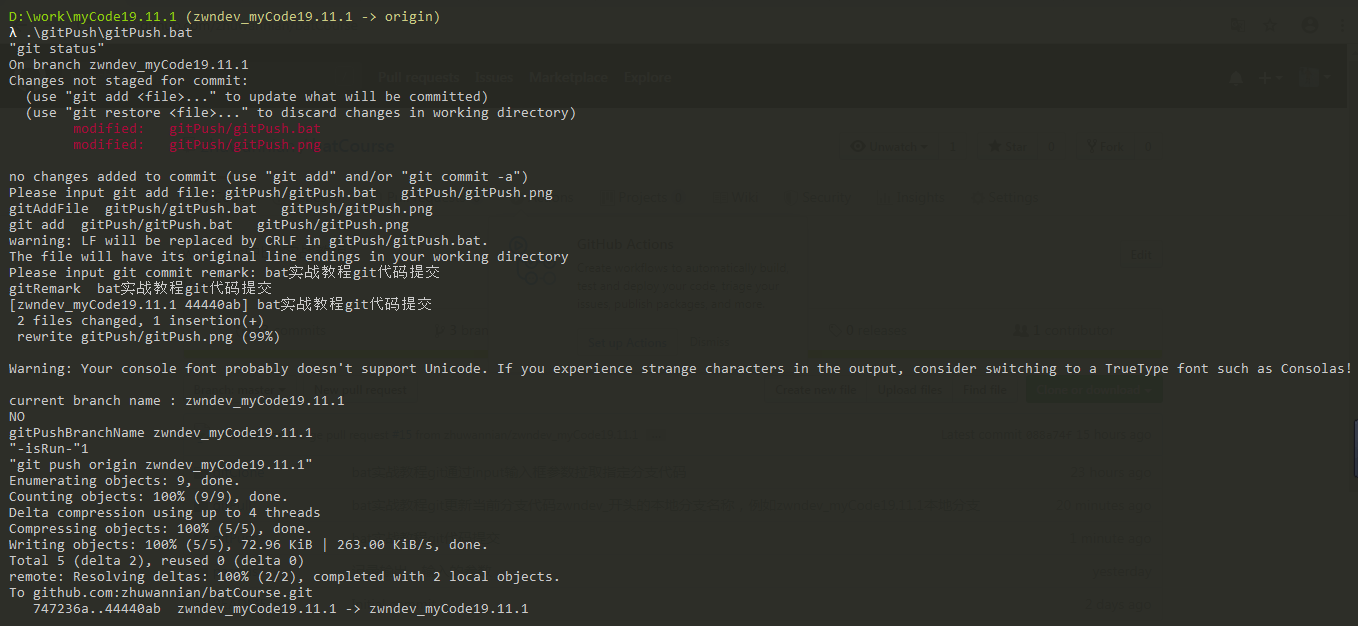 D:\work\myCode19.11.1 (zwndev_myCode19.11.1 -> origin)
λ .\gitPush\gitPush.bat
"git status"
On branch zwndev_myCode19.11.1
Changes not staged for commit:
  (use "git add <file>..." to update what will be committed)
  (use "git restore <file>..." to discard changes in working directory)
        modified:   gitPush/gitPush.bat
        modified:   gitPush/gitPush.png
no changes added to commit (use "git add" and/or "git commit -a")
Please input git add file: gitPush/gitPush.bat   gitPush/gitPush.png
gitAddFile  gitPush/gitPush.bat   gitPush/gitPush.png
git add  gitPush/gitPush.bat   gitPush/gitPush.png
warning: LF will be replaced by CRLF in gitPush/gitPush.bat.
The file will have its original line endings in your working directory
Please input git commit remark: bat实战教程git代码提交
gitRemark  bat实战教程git代码提交
[zwndev_myCode19.11.1 44440ab] bat实战教程git代码提交
 2 files changed, 1 insertion(+)
 rewrite gitPush/gitPush.png (99%)
Warning: Your console font probably doesn't support Unicode. If you experience strange characters in the output, consider switching to a TrueType font such as Consolas!
current branch name : zwndev_myCode19.11.1
NO
gitPushBranchName zwndev_myCode19.11.1
"-isRun-"1
"git push origin zwndev_myCode19.11.1"
Enumerating objects: 9, done.
Counting objects: 100% (9/9), done.
Delta compression using up to 4 threads
Compressing objects: 100% (5/5), done.
Writing objects: 100% (5/5), 72.96 KiB | 263.00 KiB/s, done.
Total 5 (delta 2), reused 0 (delta 0)
remote: Resolving deltas: 100% (2/2), completed with 2 local objects.
To github.com:zhuwannian/batCourse.git
   747236a..44440ab  zwndev_myCode19.11.1 -> zwndev_myCode19.11.1